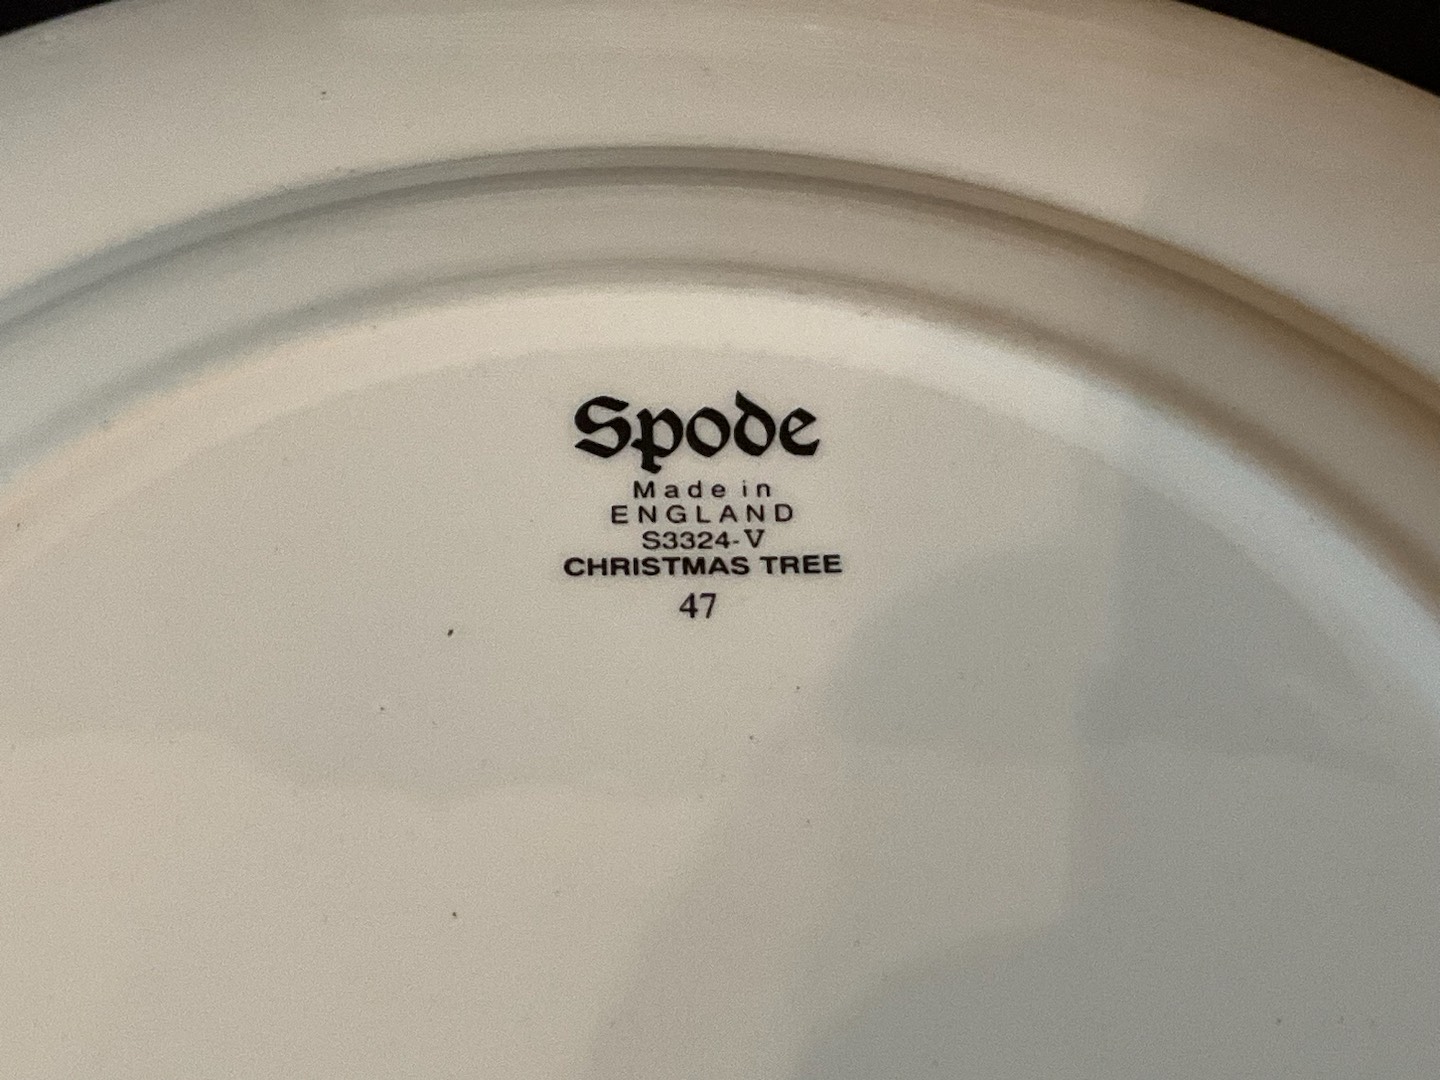 Spode
Made in
ENGLAND
S3324-V
CHRISTMAS TREE
47